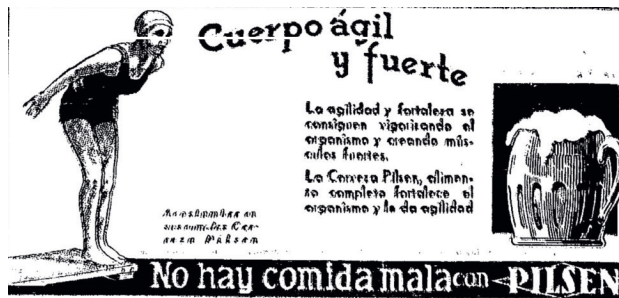 Cuerpo ágil
y fuerte
La agilidad y fortaleza se
consiguen vigorizando el
organismo y creando mús-
culos fuertes.
La Cerveza Pilsen, alimen-
to completo fortalece el
organismo y le da agilidad
No hay comida mala con PILSEN